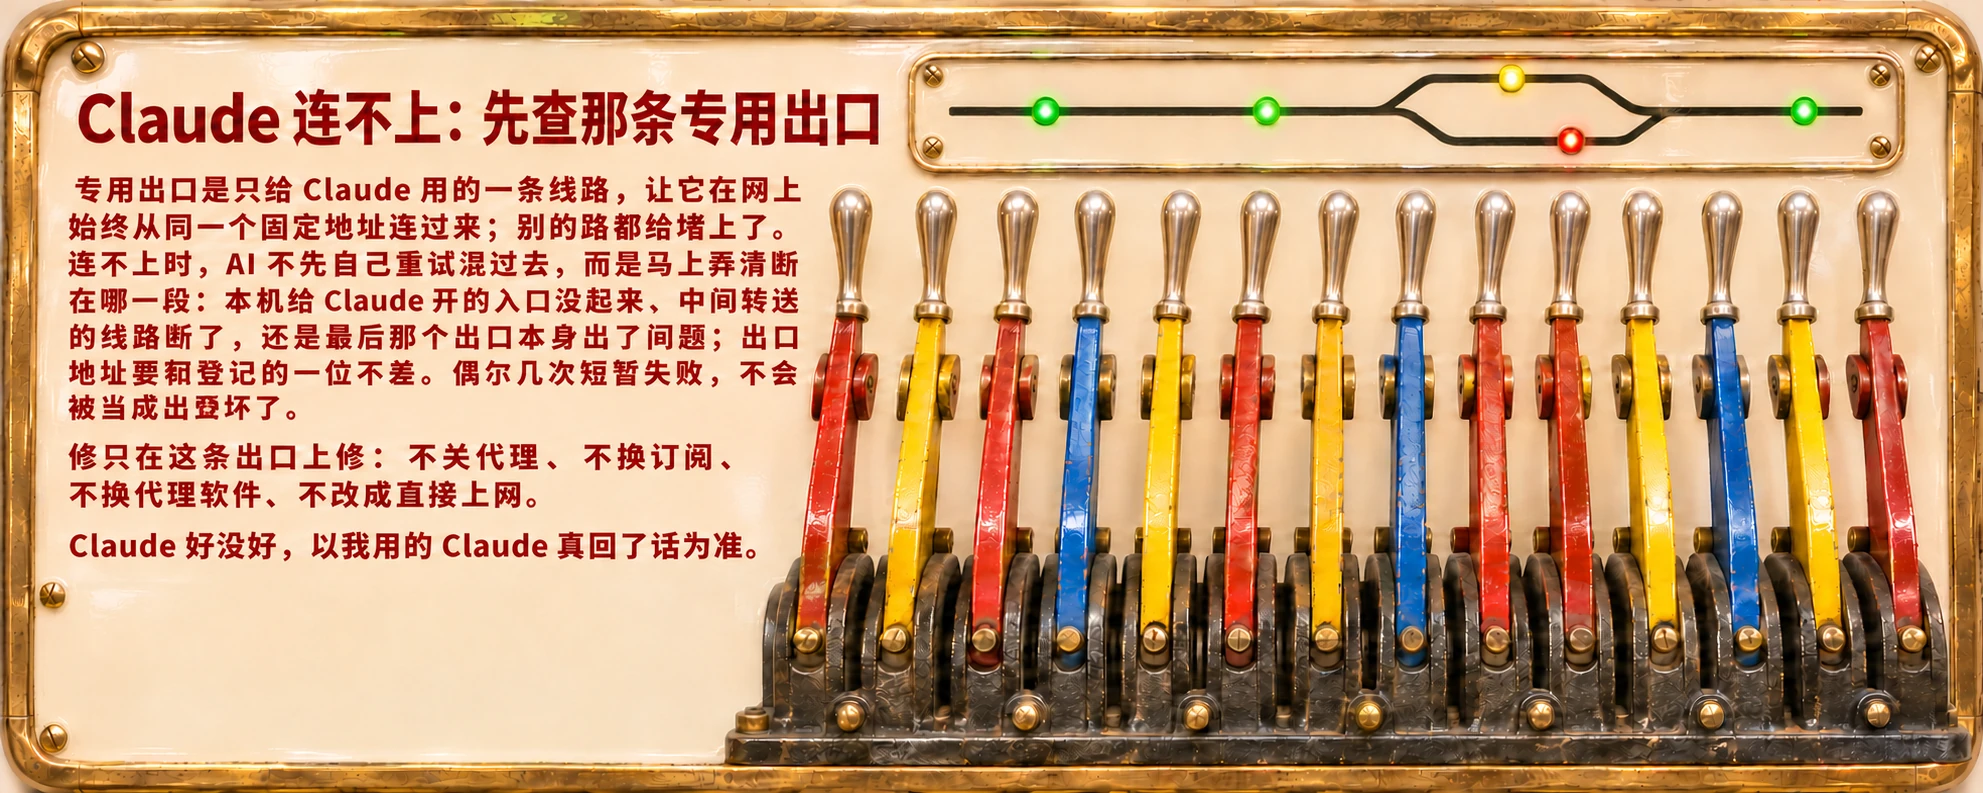 Claude 连不上：先查那条专用出口
专用出口是只给 Claude 用的一条线路，让它在网上
始终从同一个固定地址连过来；别的路都给堵上了。
连不上时，AI 不先自己重试混过去，而是马上弄清断
在哪一段：本机给 Claude 开的入口没起来、中间转送
的线路断了，还是最后那个出口本身出了间题；出口
地址要和登记的一位不差。偶尔几次短暂失败，不会
被当成出口坏了。
修只在这条出口上修：不关代理、不换订阅、
不换代理软件、不改成直接上网。
Claude 好没好，以我用的 Claude 真回了话为准。